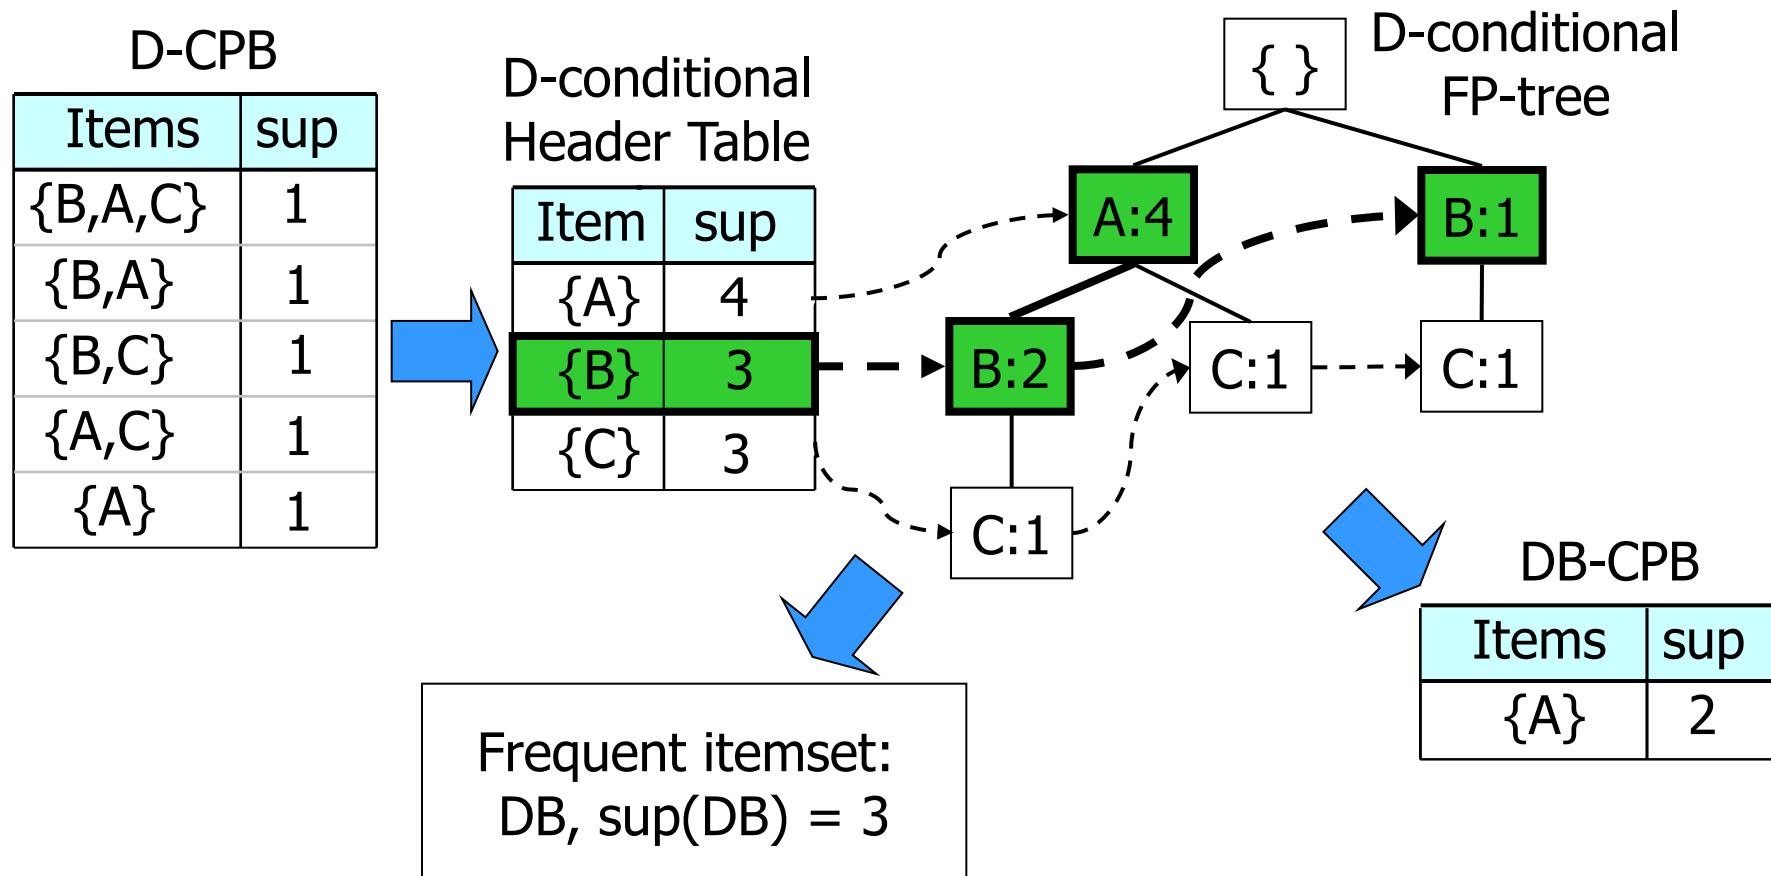 D-CPB
Items sup
{B,A,C} 1
{B,A} 1
{B,C} 1
{A,C} 1
{A} 1
D-conditional
Header Table
Item sup
{A} 4
{B} 3
{C} 3
D-conditional
FP-tree
{ }
A:4 B:1
B:2 C:1 C:1
C:1
Frequent itemset:
DB, sup(DB) = 3
DB-CPB
Items sup
{A} 2